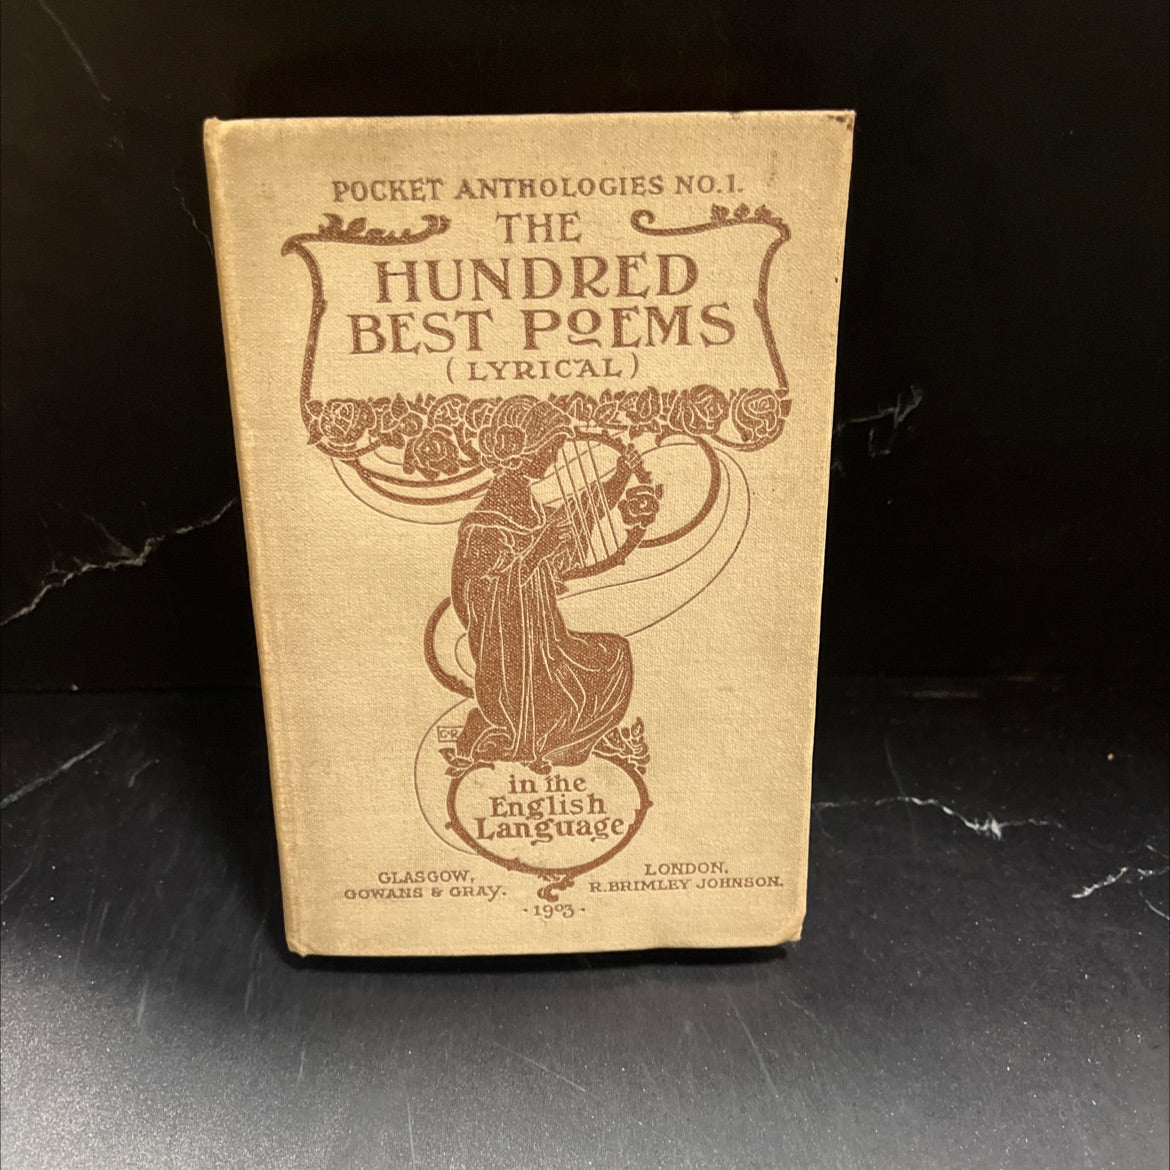 POCKET ANTHOLOGIES NO.1.
THE
HUNDRED
BEST POEMS
(LYRICAL)
C·R
in the
English
Language
GLASGOW,
GOWANS & GRAY.
LONDON.
R.BRIMLEY JOHNSON.
·1903·